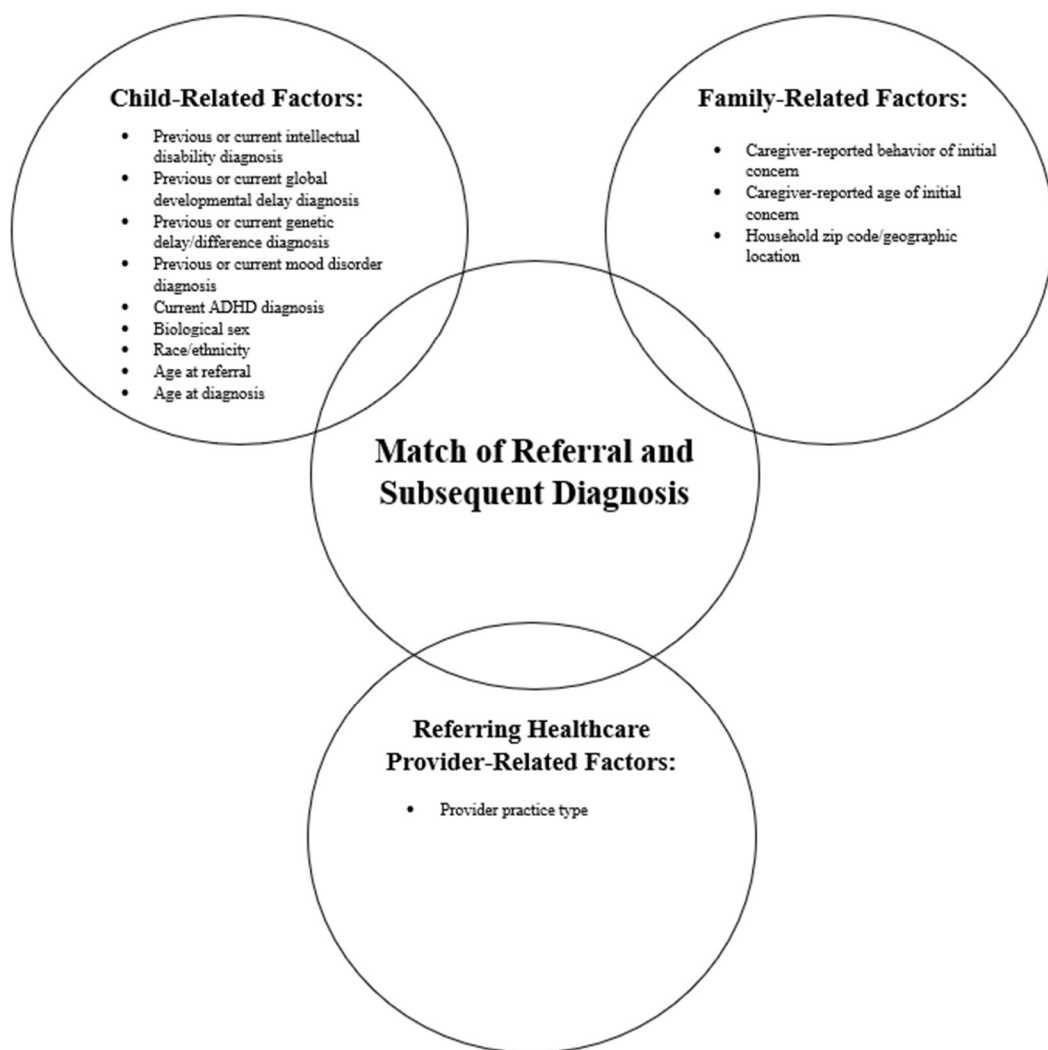 Child-Related Factors:
• Previous or current intellectual
disability diagnosis
• Previous or current global
developmental delay diagnosis
• Previous or current genetic
delay/difference diagnosis
• Previous or current mood disorder
diagnosis
• Current ADHD diagnosis
• Biological sex
• Race/ethnicity
• Age at referral
• Age at diagnosis
Family-Related Factors:
• Caregiver-reported behavior of initial
concern
• Caregiver-reported age of initial
concern
• Household zip code/geographic
location
Match of Referral and
Subsequent Diagnosis
Referring Healthcare
Provider-Related Factors:
• Provider practice type